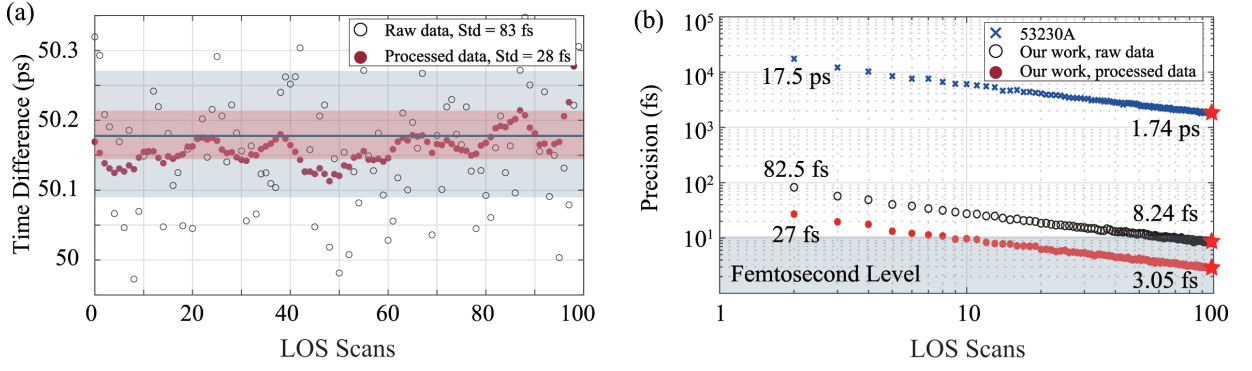 (a)
Raw data, Std = 83 fs
Processed data, Std = 28 fs
Time Difference (ps)
50.3
50.2
50.1
50
0
20
40
60
80
100
LOS Scans
(b)
53230A
Our work, raw data
Our work, processed data
Precision (fs)
10^5
10^4
10^3
10^2
10^1
17.5 ps
1.74 ps
82.5 fs
8.24 fs
27 fs
3.05 fs
Femtosecond Level
1
10
100
LOS Scans